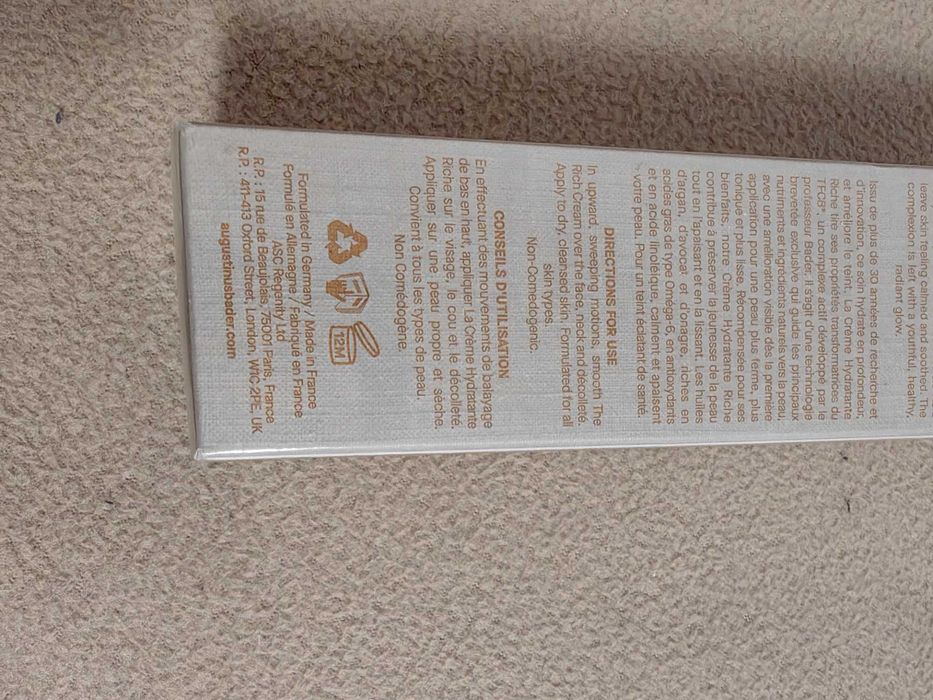 leave skin feeling calmed and soothed. The
complexion is left with a youthful, healthy,
radiant glow.
Issu de plus de 30 années de recherche et
d'innovation, ce soin hydrate en profondeur,
et améliore le teint. La Crème Hydratante
Riche tire ses propriétés transformatrices du
TFC8®, un complexe actif développé par le
professeur Bader. Il s'agit d'une technologie
brevetée exclusive qui guide les principaux
nutriments et ingrédients naturels vers la peau,
avec une amélioration visible dès la première
application pour une peau plus ferme, plus
tonique et plus lisse. Récompensée pour ses
bienfaits, notre Crème Hydratante Riche
contribue à préserver la jeunesse de la peau
tout en l'apaisant et en la lissant. Les huiles
d'argan, d'avocat et d'onagre, riches en
acides gras de type Oméga-6, en antioxydants
et en acide linoléique, calment et apaisent
votre peau. Pour un teint éclatant de santé.
DIRECTIONS FOR USE
In upward, sweeping motions, smooth The
Rich Cream over the face, neck and décolleté.
Apply to dry, cleansed skin. Formulated for all
skin types.
Non-Comedogenic.
CONSEILS D'UTILISATON
En effectuant des mouvements de balayage
de bas en haut, appliquer La Crème Hydratante
Riche sur le visage, le cou et le décolleté.
Appliquer sur une peau propre et sèche.
Convient à tous les types de peau.
Non Comédogène.
12M
Formulated in Germany / Made in France
Formulé en Allemagne / Fabriqué en France
ASC Regenity Ltd
R.P. : 15 rue de Beaujolais, 75001 Paris, France
R.P. : 411-413 Oxford Street, London, W1C 2PE, UK
augustinusbader.com